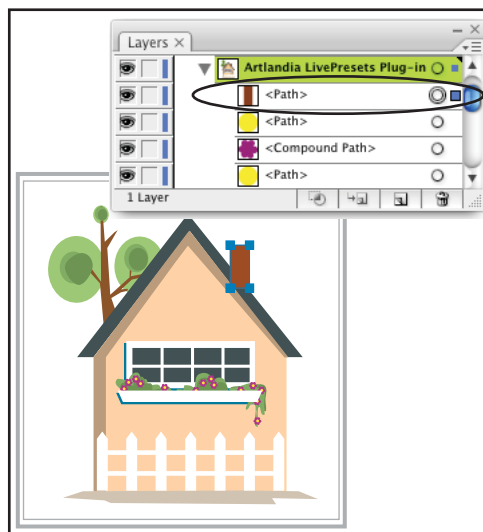 Layers
Artlandia LivePresets Plug-in
<Path>
<Path>
<Compound Path>
<Path>
1 Layer